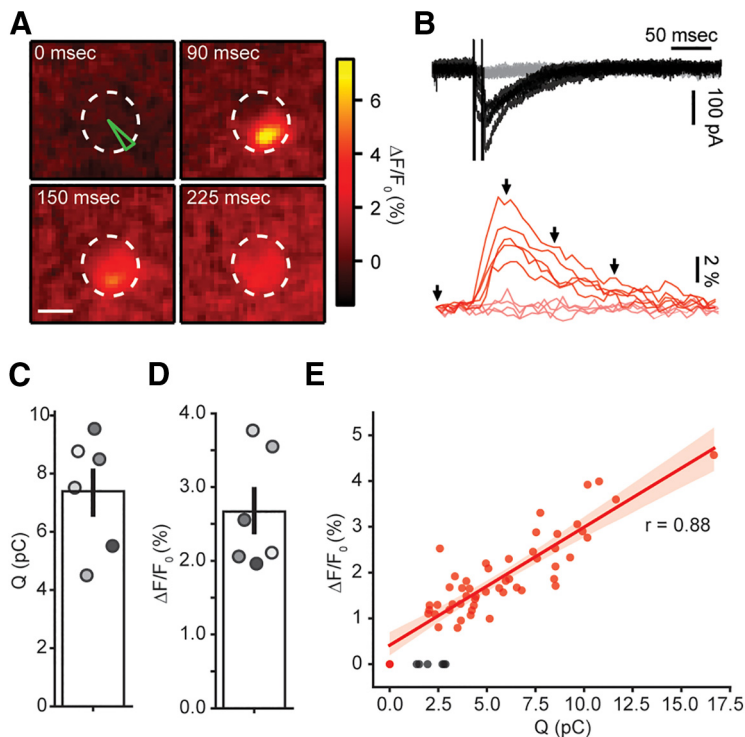 A
0 msec
90 msec
150 msec
225 msec
6
4
2
0
ΔF/F0 (%)
B
50 msec
100 pA
2 %
C
10
8
6
4
2
0
Q (pC)
D
4.0
3.0
2.0
1.0
0.0
ΔF/F0 (%)
E
5
4
3
2
1
0
ΔF/F0 (%)
r = 0.88
0.0
2.5
5.0
7.5
10.0
12.5
15.0
17.5
Q (pC)